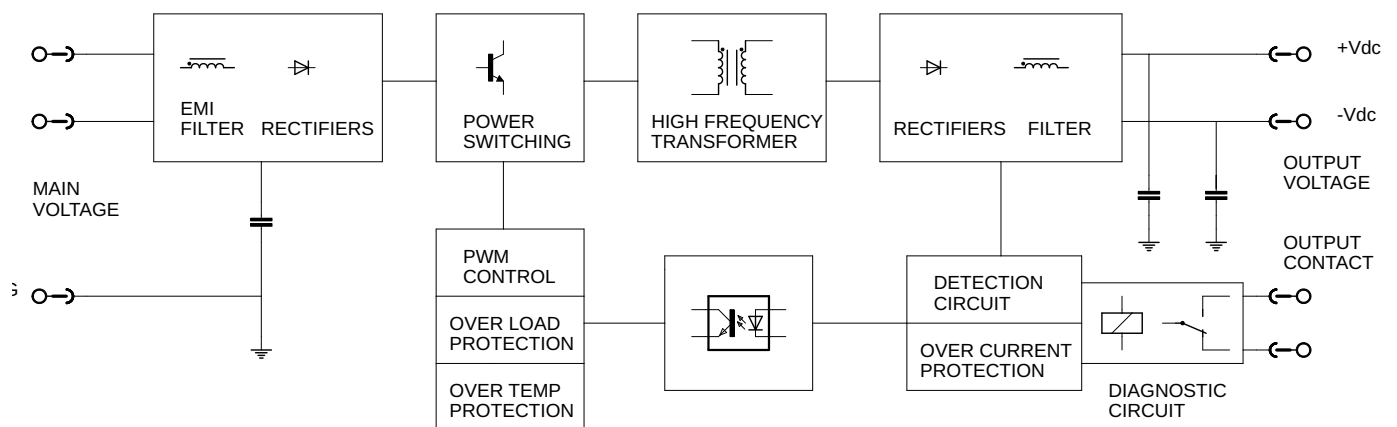 +Vdc
EMI
FILTER
RECTIFIERS
POWER
SWITCHING
HIGH FREQUENCY
TRANSFORMER
RECTIFIERS
FILTER
-Vdc
MAIN
VOLTAGE
OUTPUT
VOLTAGE
OUTPUT
CONTACT
PWM
CONTROL
OVER LOAD
PROTECTION
OVER TEMP
PROTECTION
DETECTION
CIRCUIT
OVER CURRENT
PROTECTION
DIAGNOSTIC
CIRCUIT